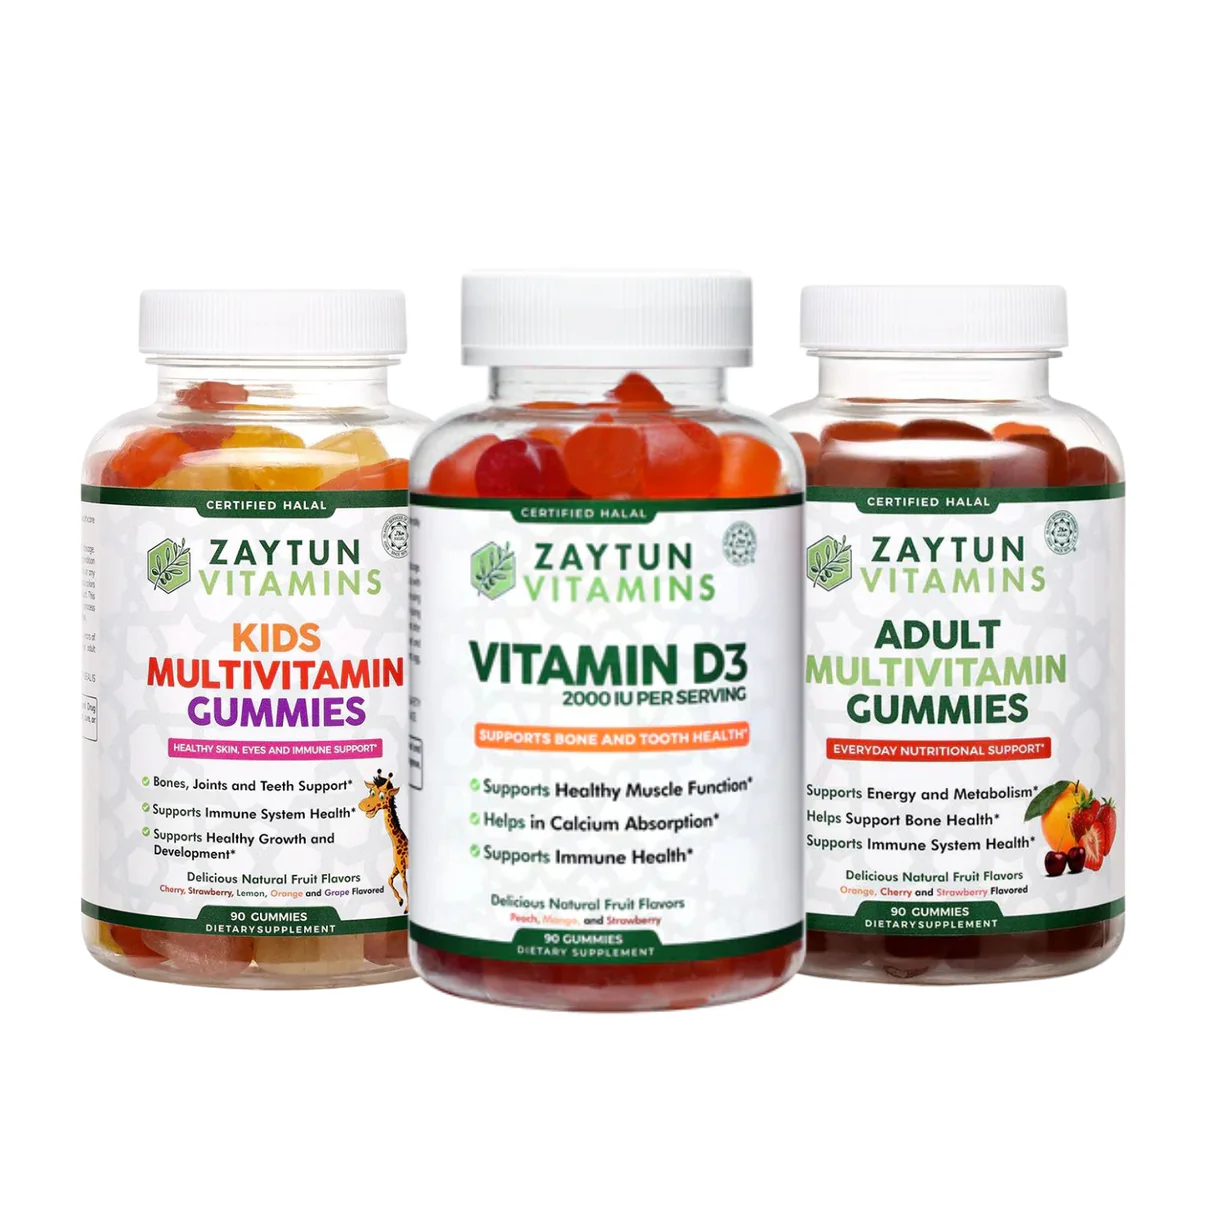 CERTIFIED HALAL
ZAYTUN
VITAMINS
KIDS
MULTIVITAMIN
GUMMIES
HEALTHY SKIN, EYES AND IMMUNE SUPPORT*
Bones, Joints and Teeth Support*
Supports Immune System Health*
Supports Healthy Growth and
Development*
Delicious Natural Fruit Flavors
Cherry, Strawberry, Lemon, Orange and Grape Flavored
90 GUMMIES
DIETARY SUPPLEMENT
CERTIFIED HALAL
ZAYTUN
VITAMINS
VITAMIN D3
2000 IU PER SERVING
SUPPORTS BONE AND TOOTH HEALTH*
Supports Healthy Muscle Function*
Helps in Calcium Absorption*
Supports Immune Health*
Delicious Natural Fruit Flavors
Peach, Mango, and Strawberry
90 GUMMIES
DIETARY SUPPLEMENT
CERTIFIED HALAL
ZAYTUN
VITAMINS
ADULT
MULTIVITAMIN
GUMMIES
EVERYDAY NUTRITIONAL SUPPORT*
Supports Energy and Metabolism*
Helps Support Bone Health*
Supports Immune System Health*
Delicious Natural Fruit Flavors
Orange, Cherry and Strawberry Flavored
90 GUMMIES
DIETARY SUPPLEMENT